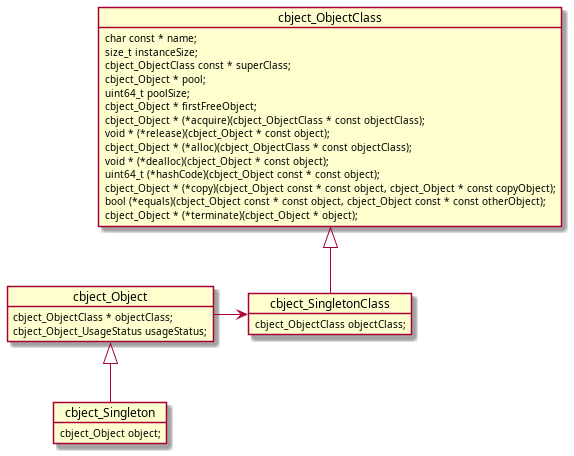 cbject_ObjectClass
char const * name;
size_t instanceSize;
cbject_ObjectClass const * superClass;
cbject_Object * pool;
uint64_t poolSize;
cbject_Object * firstFreeObject;
cbject_Object * (*acquire)(cbject_ObjectClass * const objectClass);
void * (*release)(cbject_Object * const object);
cbject_Object * (*alloc)(cbject_ObjectClass * const objectClass);
void * (*dealloc)(cbject_Object * const object);
uint64_t (*hashCode)(cbject_Object const * const object);
cbject_Object * (*copy)(cbject_Object const * const object, cbject_Object * const copyObject);
bool (*equals)(cbject_Object const * const object, cbject_Object const * const otherObject);
cbject_Object * (*terminate)(cbject_Object * object);
cbject_Object
cbject_ObjectClass * objectClass;
cbject_Object_UsageStatus usageStatus;
cbject_SingletonClass
cbject_ObjectClass objectClass;
cbject_Singleton
cbject_Object object;